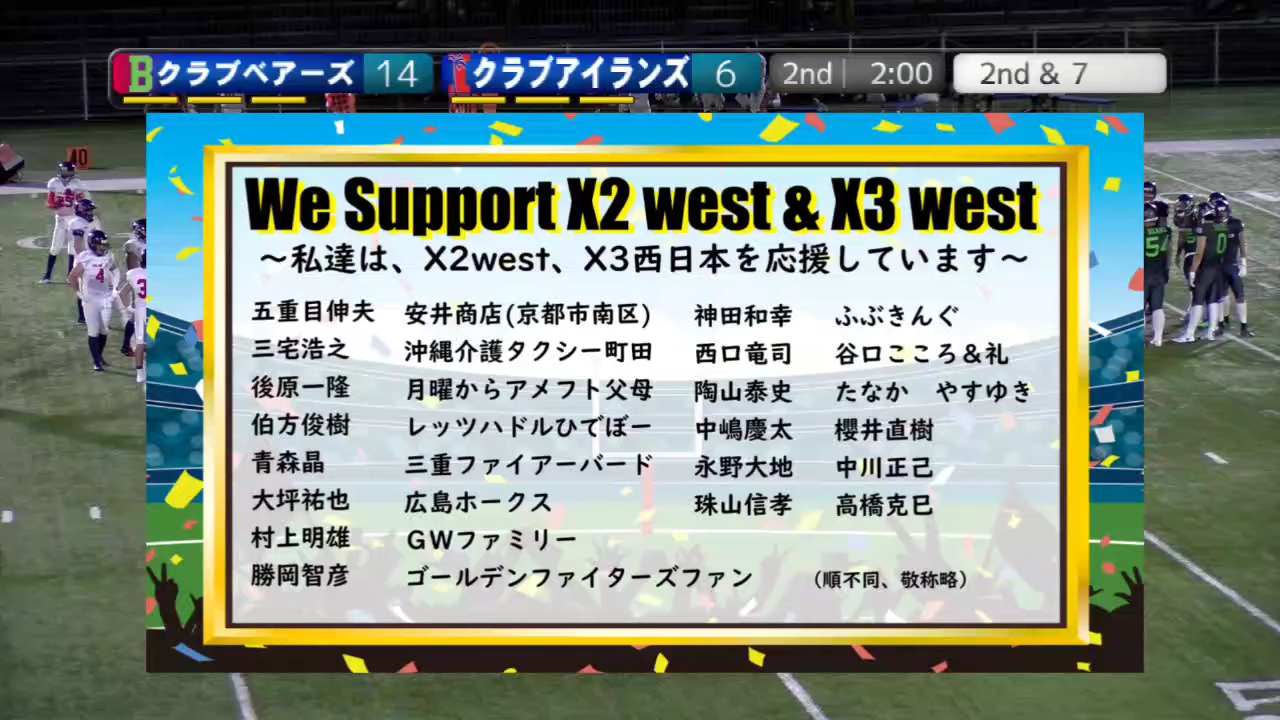 B クラブベアーズ 14 I クラブアイランズ 6 2nd 2:00 2nd & 7
We Support X2 west & X3 west
～私達は、X2west、X3西日本を応援しています～
五重目伸夫 安井商店(京都市南区) 神田和幸 ふぶきんぐ
三宅浩之 沖縄介護タクシー町田 西口竜司 谷口こころ＆礼
後原一隆 月曜からアメフト父母 陶山泰史 たなか　やすゆき
伯方俊樹 レッツハドルひでぼー 中嶋慶太 櫻井直樹
青森晶 三重ファイアーバード 永野大地 中川正己
大坪祐也 広島ホークス 珠山信孝 高橋克巳
村上明雄 GWファミリー
勝岡智彦 ゴールデンファイターズファン （順不同、敬称略）
40
4
0
5